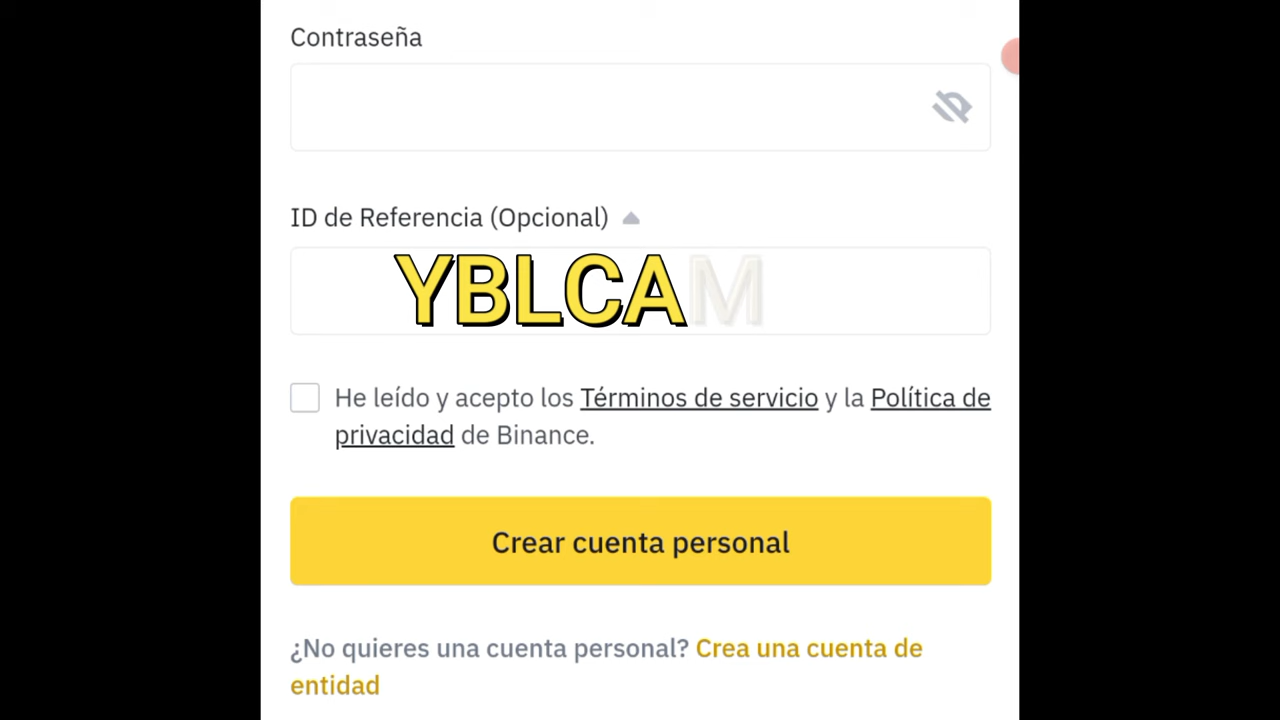 Contraseña
ID de Referencia (Opcional)
YBLCAM
He leído y acepto los Términos de servicio y la Política de
privacidad de Binance.
Crear cuenta personal
¿No quieres una cuenta personal? Crea una cuenta de
entidad